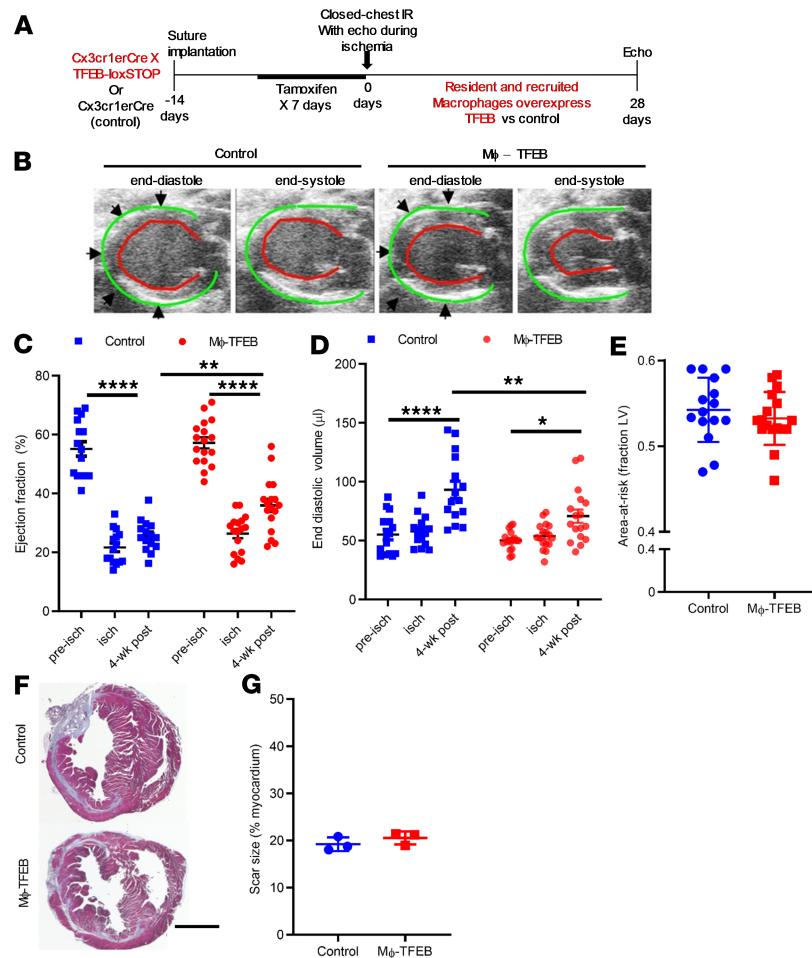 A
Suture
implantation
Closed-chest IR
With echo during
ischemia
Echo
Cx3cr1erCre X
TFEB-loxSTOP
Or
Cx3cr1erCre
(control)
-14
days
Tamoxifen
X 7 days
0
days
Resident and recruited
Macrophages overexpress
TFEB vs control
28
days
B
Control
Mϕ – TFEB
end-diastole
end-systole
end-diastole
end-systole
C
Control
Mϕ-TFEB
Ejection fraction (%)
80
60
40
20
0
****
**
****
pre-isch
isch
4-wk post
pre-isch
isch
4-wk post
D
Control
Mϕ-TFEB
End diastolic volume (µl)
200
150
100
50
0
****
**
*
pre-isch
isch
4-wk post
pre-isch
isch
4-wk post
E
Area-at-risk (fraction LV)
0.6
0.5
0.4
0.4
0
Control
Mϕ-TFEB
F
Control
Mϕ-TFEB
G
Scar size (% myocardium)
50
40
30
20
10
0
Control
Mϕ-TFEB